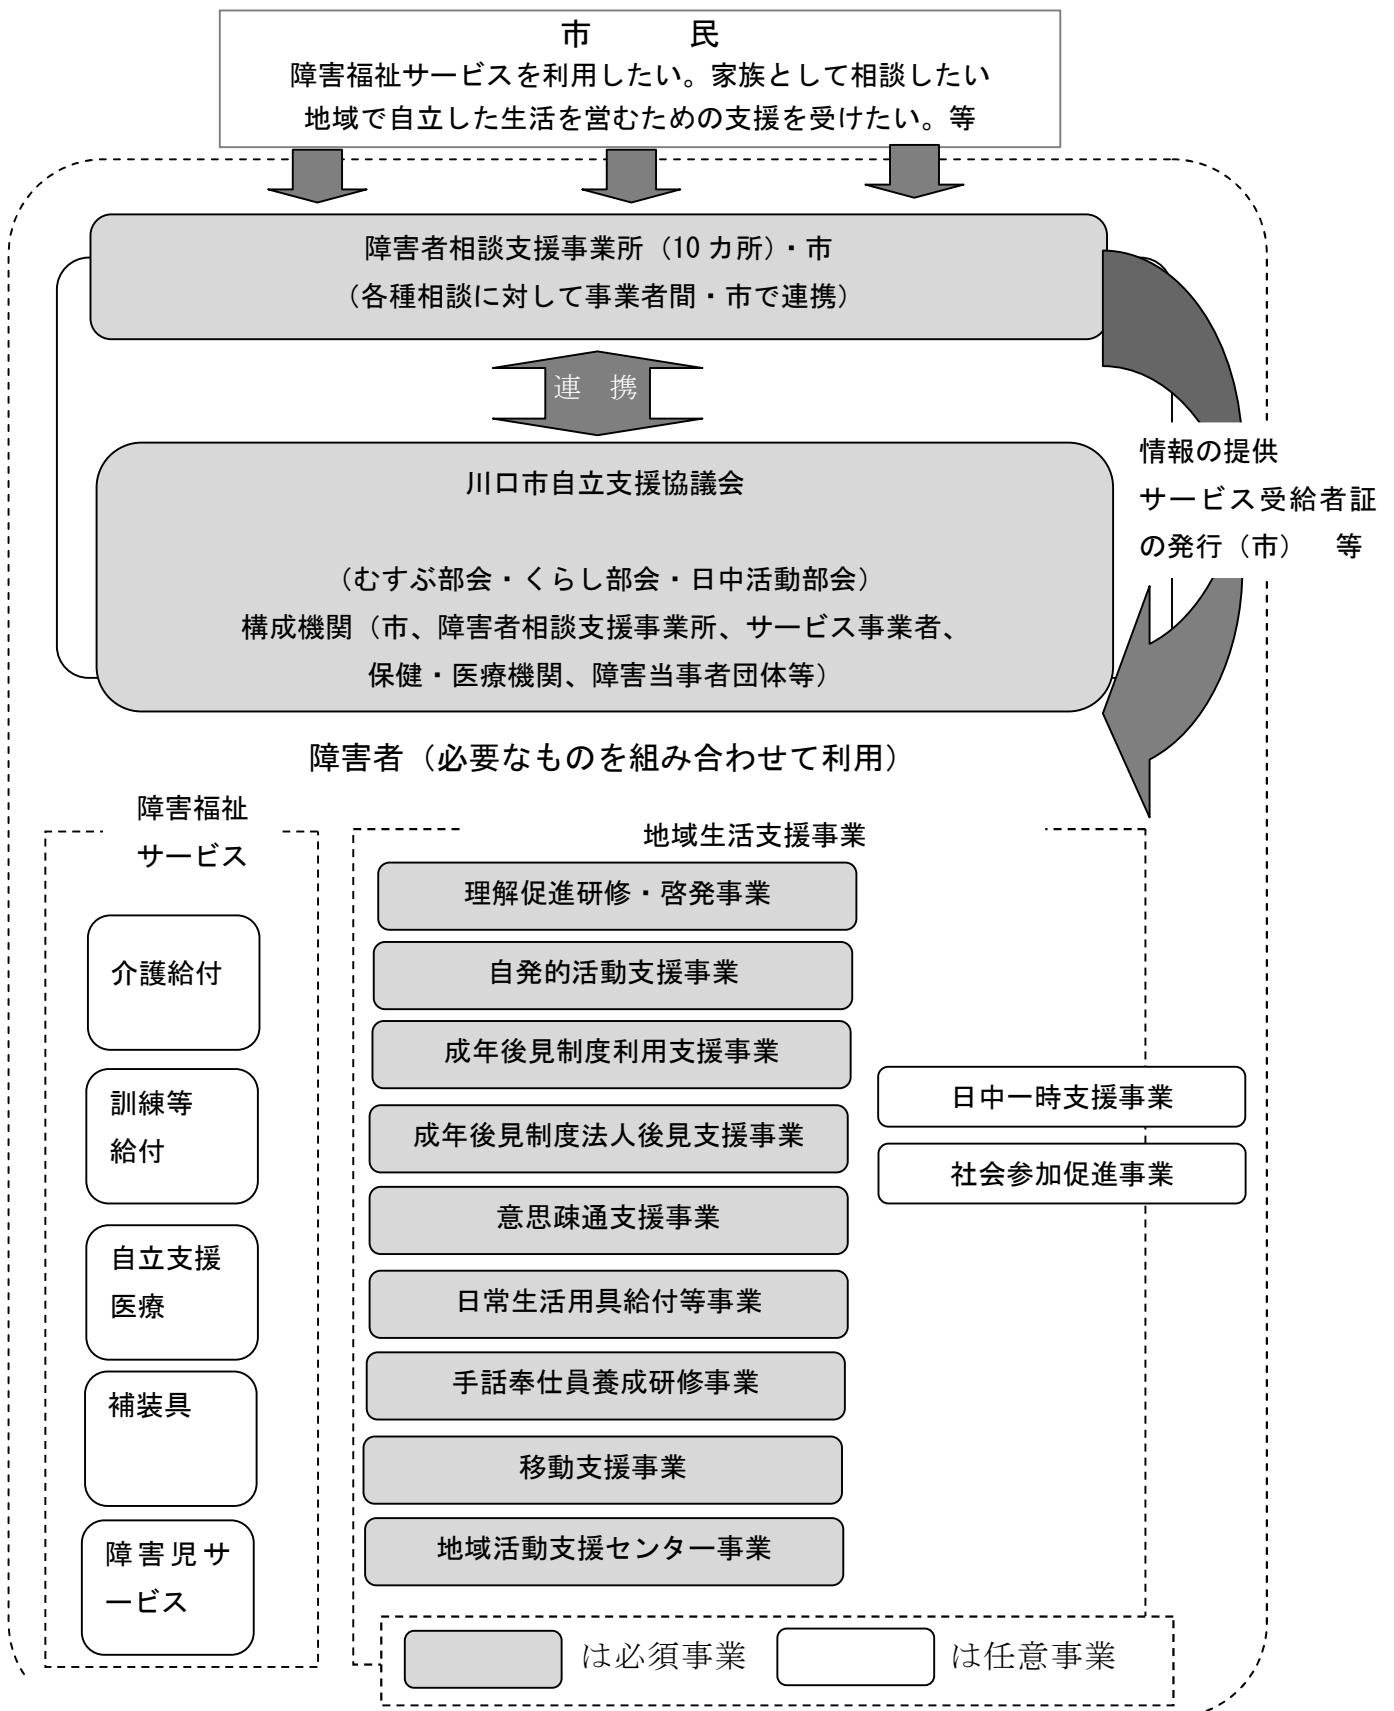 市　　　民
障害福祉サービスを利用したい。家族として相談したい
地域で自立した生活を営むための支援を受けたい。等
障害者相談支援事業所（10カ所）・市
（各種相談に対して事業者間・市で連携）
連　携
川口市自立支援協議会
（むすぶ部会・くらし部会・日中活動部会）
構成機関（市、障害者相談支援事業所、サービス事業者、
保健・医療機関、障害当事者団体等）
情報の提供
サービス受給者証
の発行（市）　等
障害者（必要なものを組み合わせて利用）
障害福祉
サービス
介護給付
訓練等
給付
自立支援
医療
補装具
障害児サ
ービス
地域生活支援事業
理解促進研修・啓発事業
自発的活動支援事業
成年後見制度利用支援事業
成年後見制度法人後見支援事業
意思疎通支援事業
日常生活用具給付等事業
手話奉仕員養成研修事業
移動支援事業
地域活動支援センター事業
日中一時支援事業
社会参加促進事業
は必須事業
は任意事業